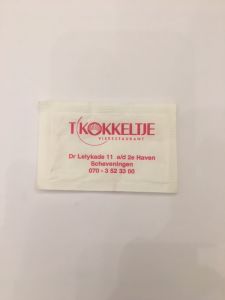 'T KOKKELTJE
VISRESTAURANT
Dr Lelykade 11 a/d 2e Haven
Scheveningen
070 - 3 52 33 00